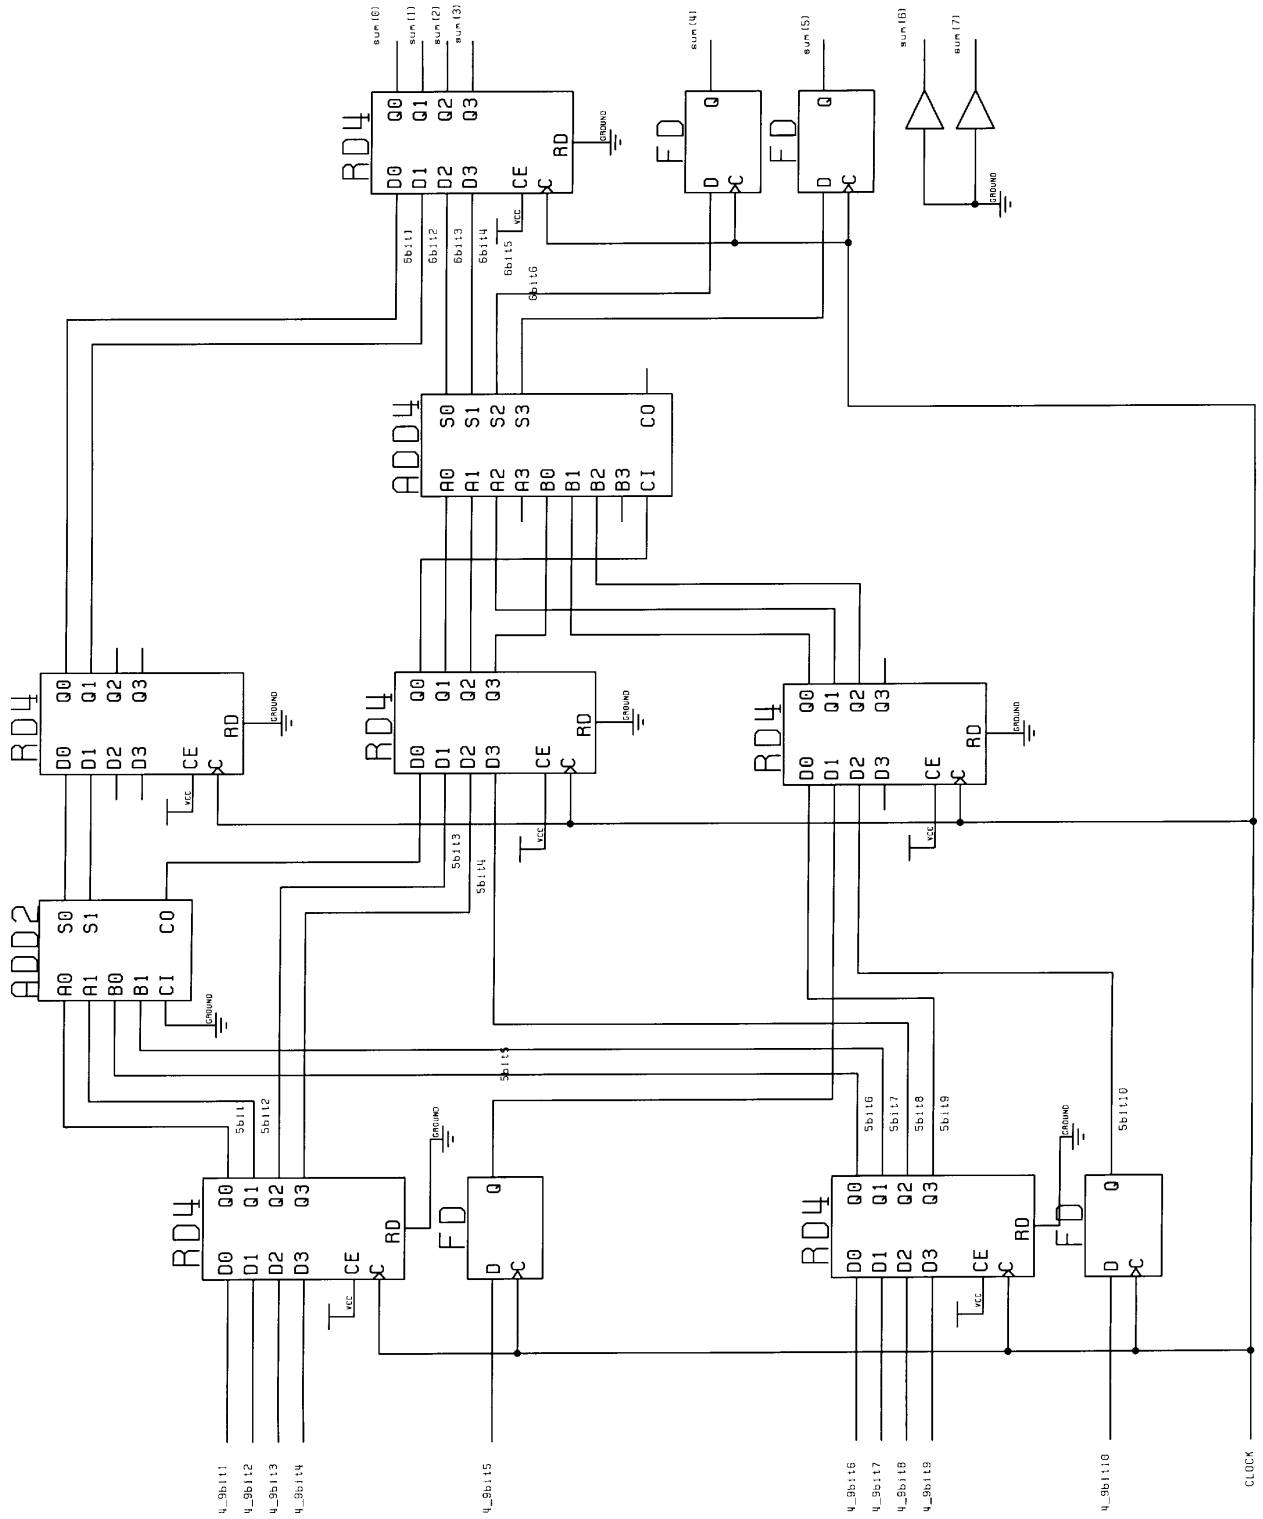 sum(0)
sum(1)
sum(2)
sum(3)
sum(4)
sum(5)
sum(6)
sum(7)
RD4
Q0
Q1
Q2
Q3
D0
D1
D2
D3
CE
C
RD
GROUND
VCC
FD
Q
D
C
FD
Q
D
C
GROUND
6bit1
6bit2
6bit3
6bit4
6bit5
6bit6
ADD4
S0
S1
S2
S3
CO
A0
A1
A2
A3
B0
B1
B2
B3
CI
RD4
Q0
Q1
Q2
Q3
D0
D1
D2
D3
CE
C
RD
GROUND
VCC
RD4
Q0
Q1
Q2
Q3
D0
D1
D2
D3
CE
C
RD
GROUND
VCC
RD4
Q0
Q1
Q2
Q3
D0
D1
D2
D3
CE
C
RD
GROUND
VCC
5bit3
5bit4
ADD2
S0
S1
CO
A0
A1
B0
B1
CI
GROUND
5bit5
5bit1
5bit2
5bit6
5bit7
5bit8
5bit9
5bit10
RD4
Q0
Q1
Q2
Q3
D0
D1
D2
D3
CE
C
RD
GROUND
VCC
FD
Q
D
C
RD4
Q0
Q1
Q2
Q3
D0
D1
D2
D3
CE
C
RD
GROUND
VCC
FD
Q
D
C
4_9bit1
4_9bit2
4_9bit3
4_9bit4
4_9bit5
4_9bit6
4_9bit7
4_9bit8
4_9bit9
4_9bit10
CLOCK